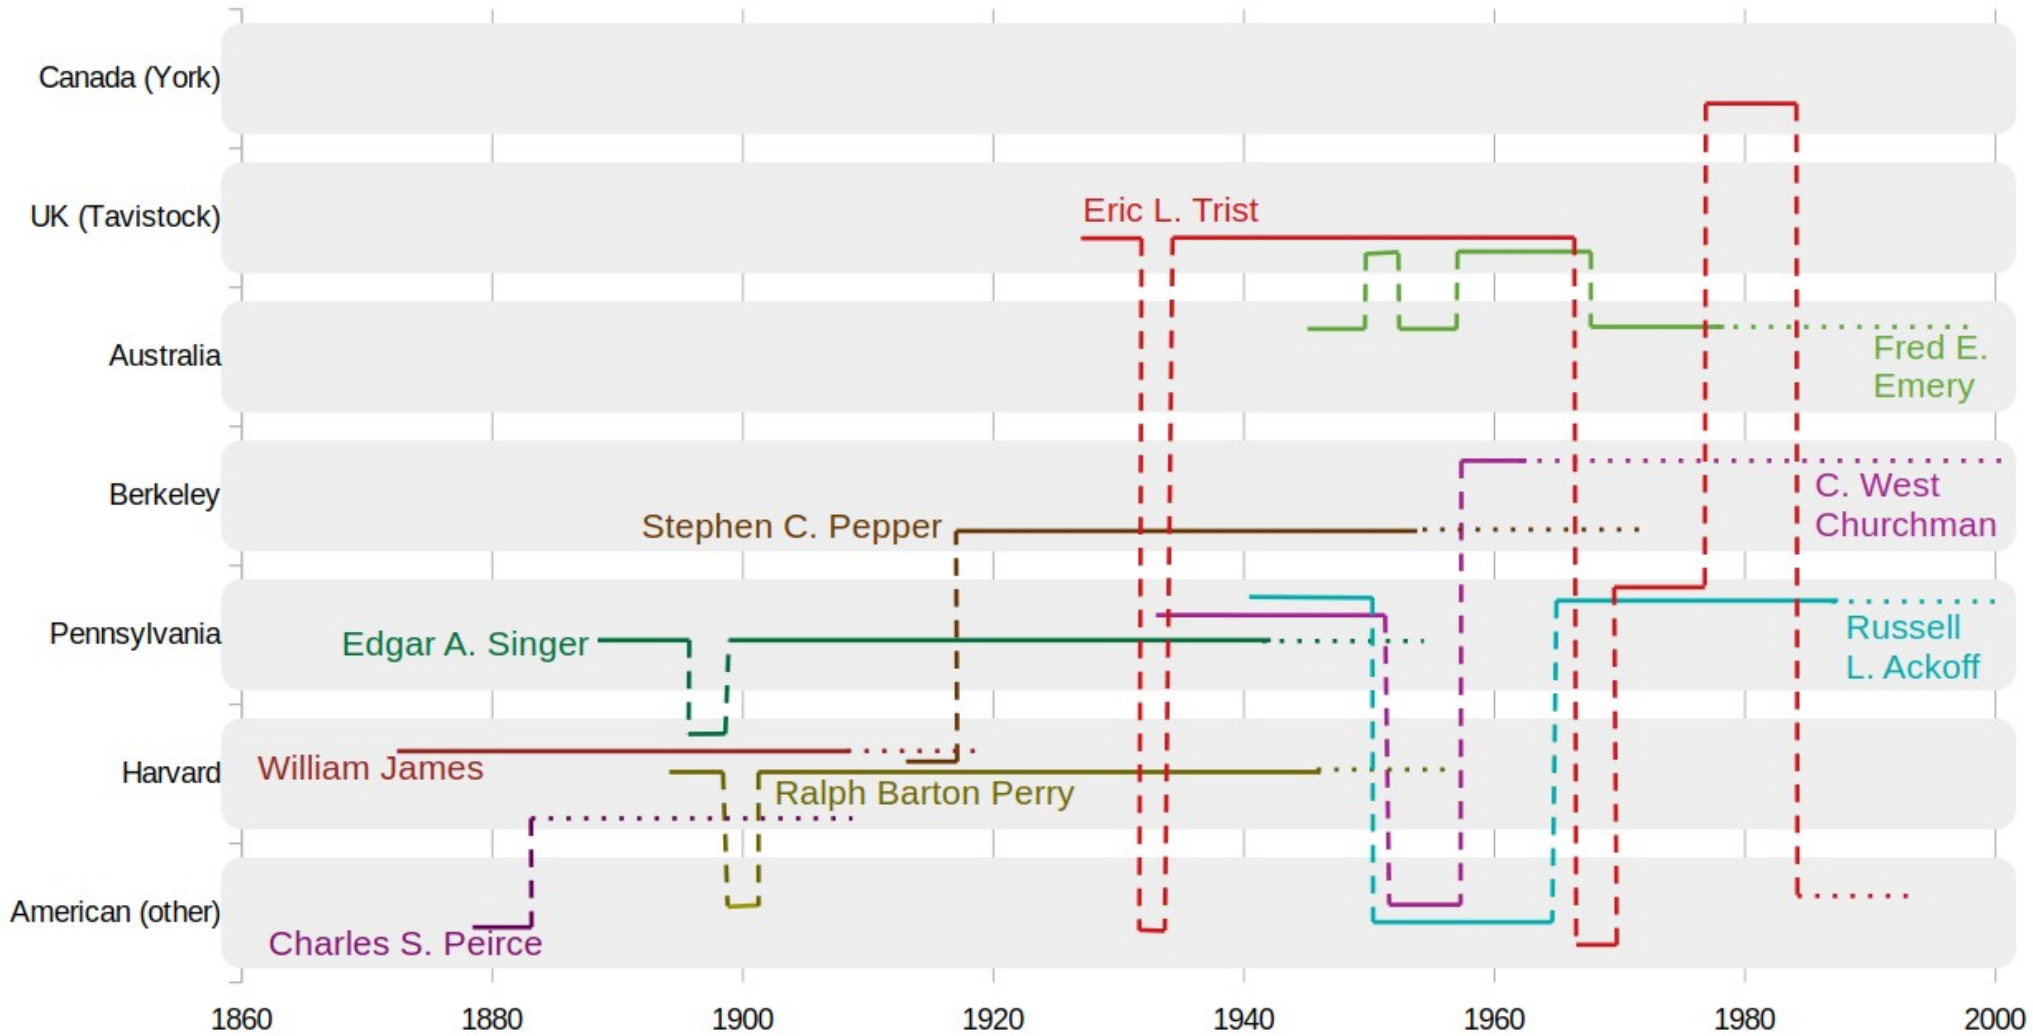 Canada (York)
UK (Tavistock)
Eric L. Trist
Australia
Fred E.
Emery
Berkeley
C. West
Churchman
Stephen C. Pepper
Pennsylvania
Edgar A. Singer
Russell
L. Ackoff
Harvard
William James
Ralph Barton Perry
American (other)
Charles S. Peirce
1860 1880 1900 1920 1940 1960 1980 2000